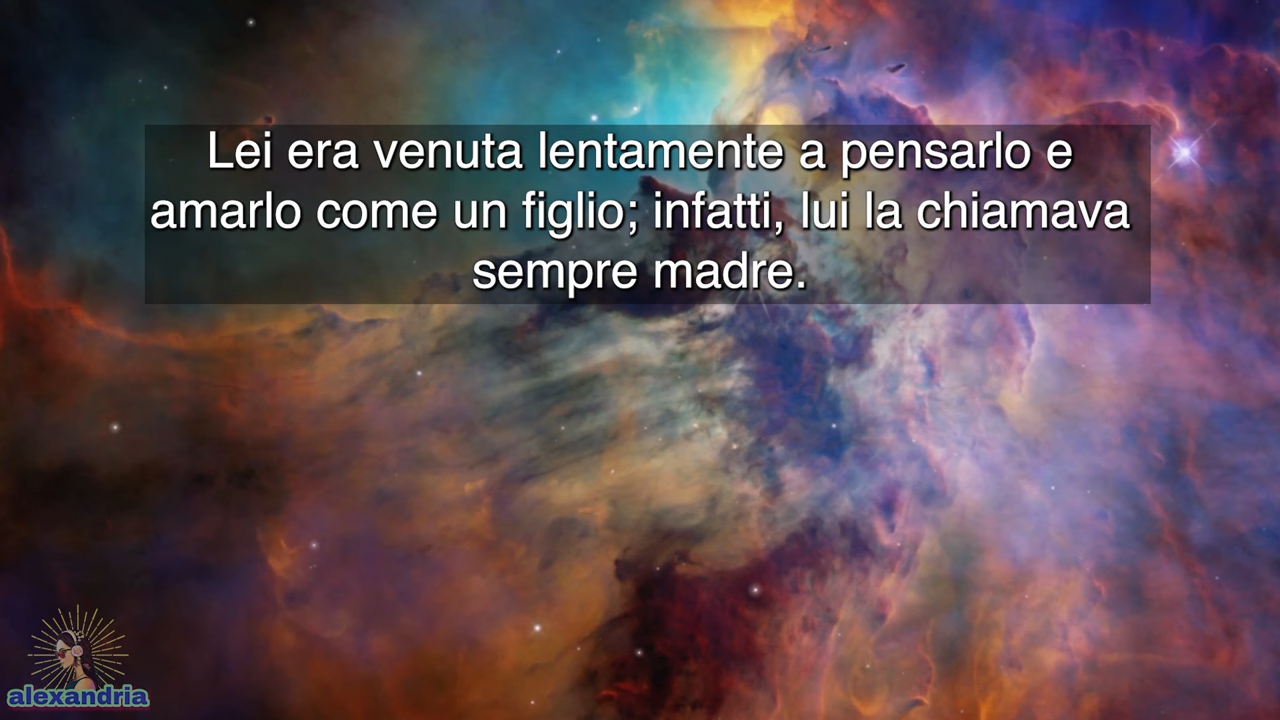 Lei era venuta lentamente a pensarlo e
amarlo come un figlio; infatti, lui la chiamava
sempre madre.
alexandria